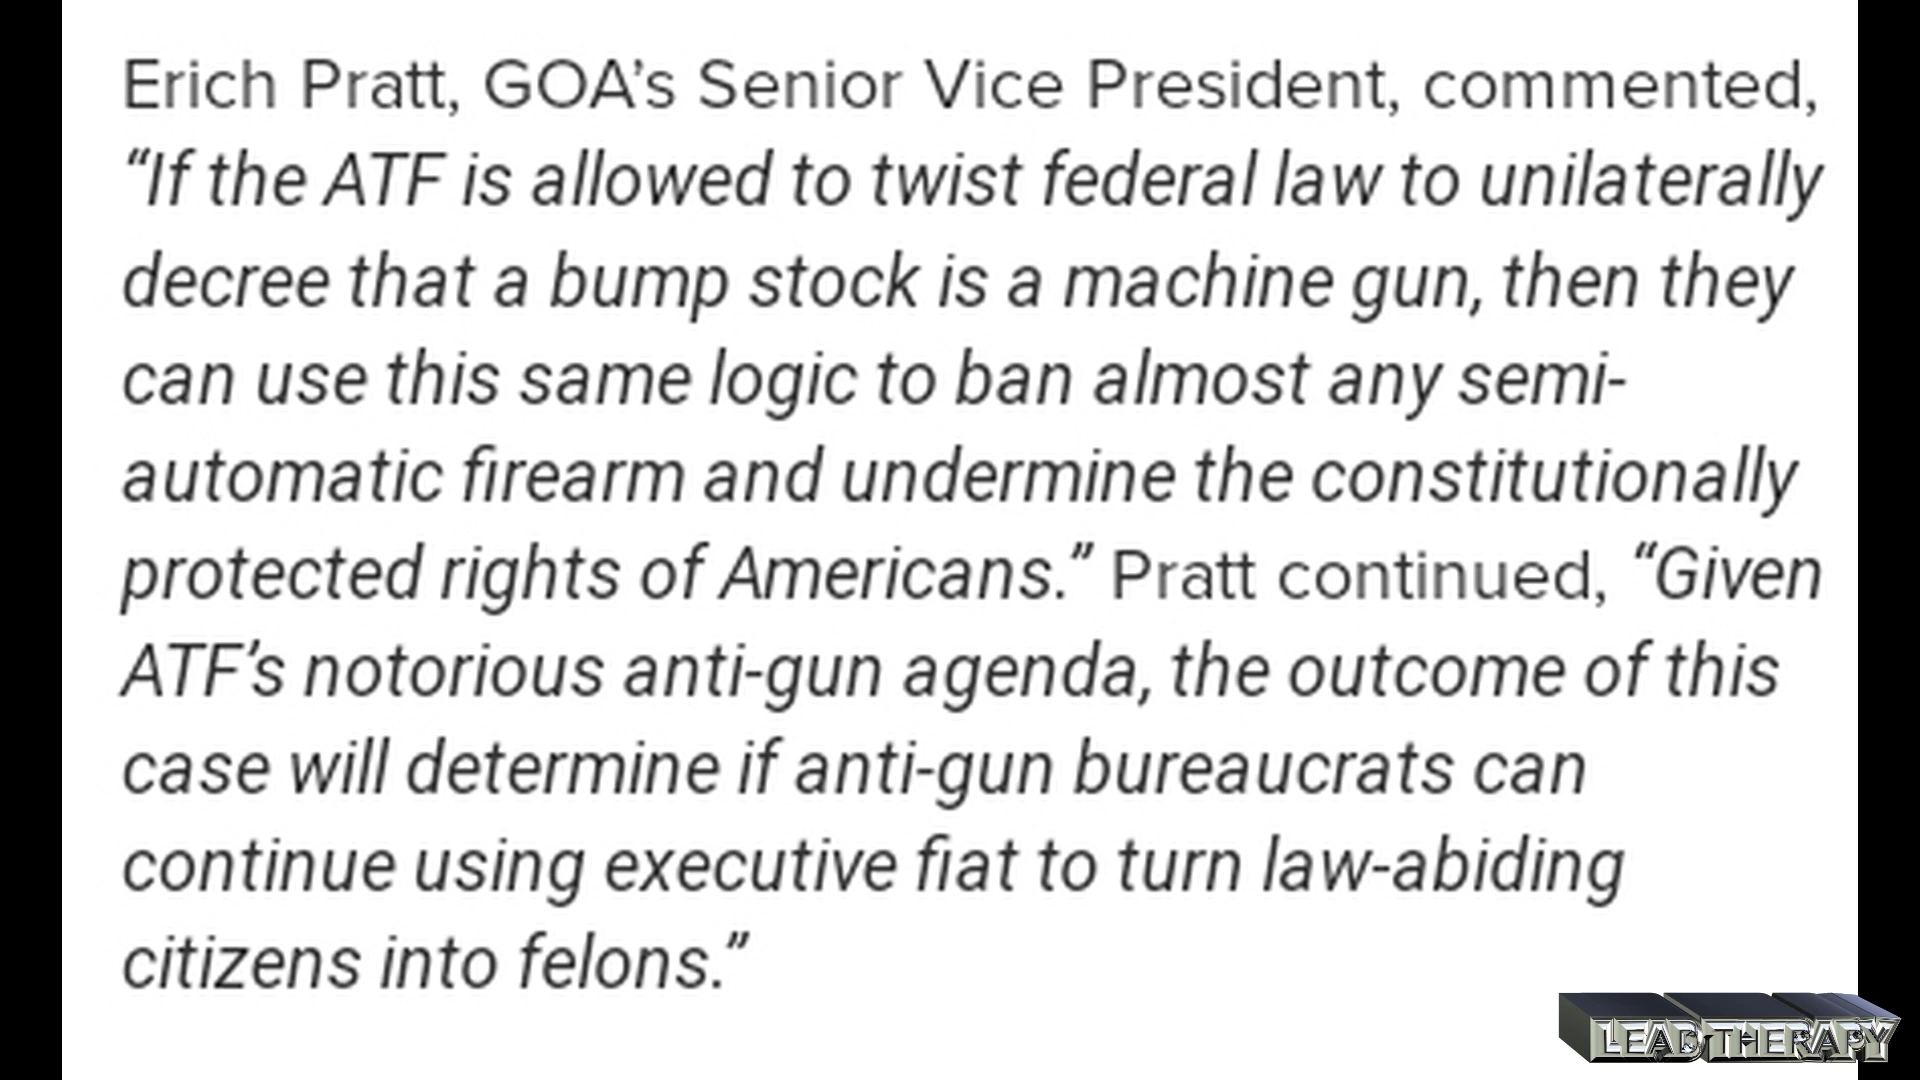 Erich Pratt, GOA’s Senior Vice President, commented,
“If the ATF is allowed to twist federal law to unilaterally
decree that a bump stock is a machine gun, then they
can use this same logic to ban almost any semi-
automatic firearm and undermine the constitutionally
protected rights of Americans.” Pratt continued, “Given
ATF’s notorious anti-gun agenda, the outcome of this
case will determine if anti-gun bureaucrats can
continue using executive fiat to turn law-abiding
citizens into felons.”
LEAD THERAPY